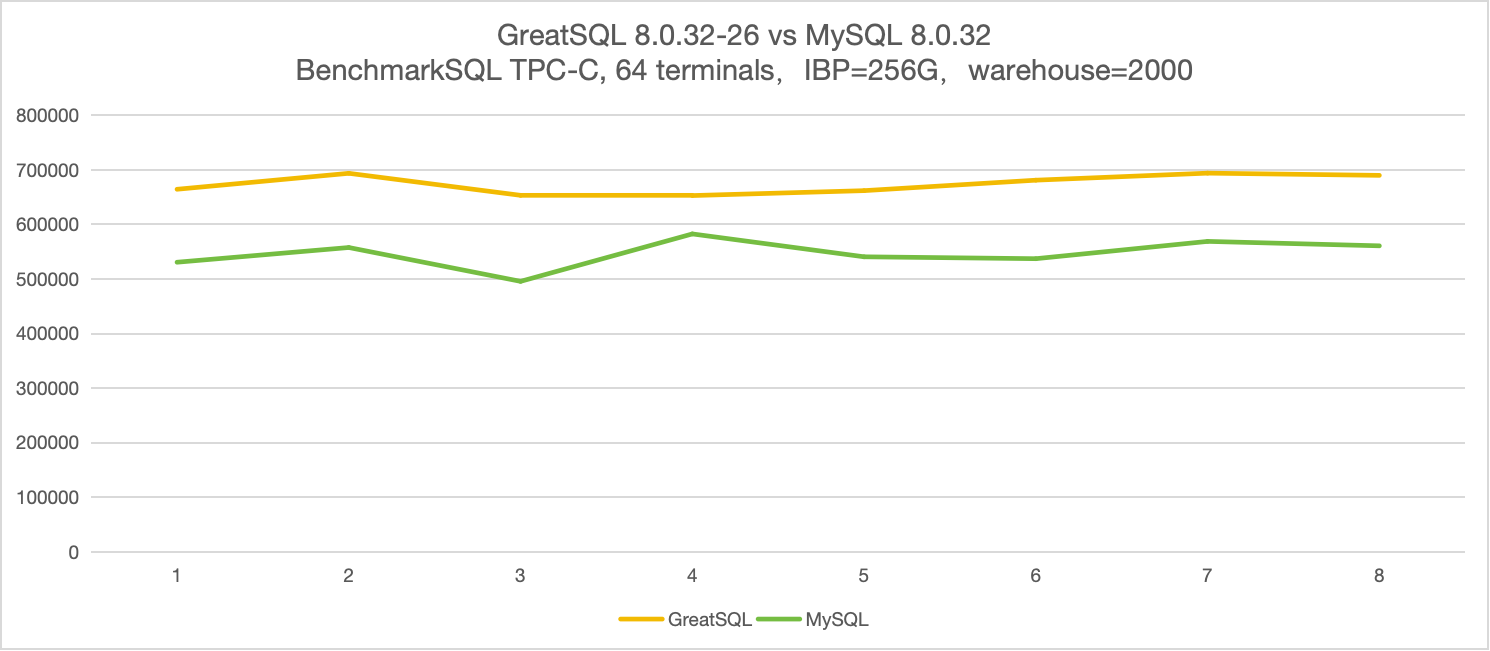 GreatSQL 8.0.32-26 vs MySQL 8.0.32
BenchmarkSQL TPC-C, 64 terminals，IBP=256G，warehouse=2000
800000
700000
600000
500000
400000
300000
200000
100000
0
1 2 3 4 5 6 7 8
GreatSQL MySQL